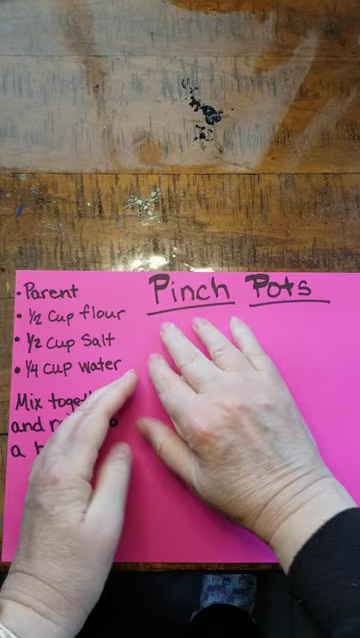 Pinch Pots
• Parent
• 1/2 cup flour
• 1/2 cup Salt
• 1/4 cup water
Mix
and
a